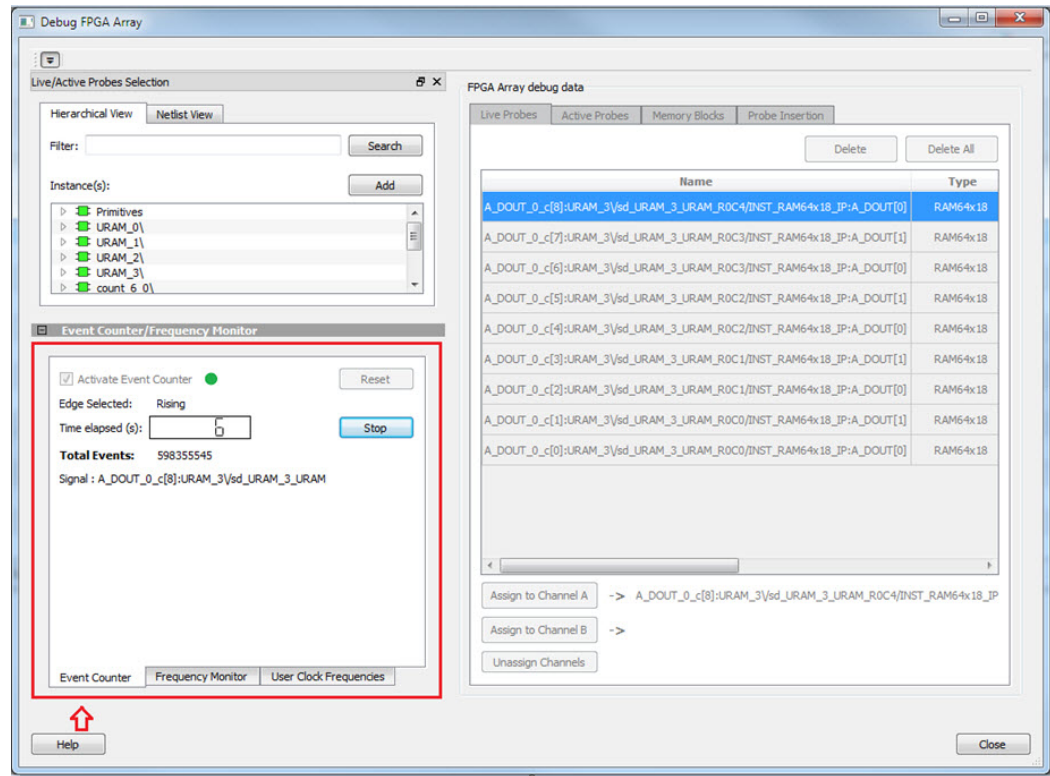 Debug FPGA Array
Live/Active Probes Selection
Hierarchical View Netlist View
Filter: Search
Instance(s): Add
Primitives
URAM_0\
URAM_1\
URAM_2\
URAM_3\
count_6_0\
Event Counter/Frequency Monitor
Activate Event Counter Reset
Edge Selected: Rising
Time elapsed (s): 6 Stop
Total Events: 598355545
Signal : A_DOUT_0_c[8]:URAM_3\/sd_URAM_3_URAM
Event Counter Frequency Monitor User Clock Frequencies
Help
FPGA Array debug data
Live Probes Active Probes Memory Blocks Probe Insertion
Delete Delete All
Name Type
A_DOUT_0_c[8]:URAM_3\/sd_URAM_3_URAM_R0C4/INST_RAM64x18_IP:A_DOUT[0] RAM64x18
A_DOUT_0_c[7]:URAM_3\/sd_URAM_3_URAM_R0C3/INST_RAM64x18_IP:A_DOUT[1] RAM64x18
A_DOUT_0_c[6]:URAM_3\/sd_URAM_3_URAM_R0C3/INST_RAM64x18_IP:A_DOUT[0] RAM64x18
A_DOUT_0_c[5]:URAM_3\/sd_URAM_3_URAM_R0C2/INST_RAM64x18_IP:A_DOUT[1] RAM64x18
A_DOUT_0_c[4]:URAM_3\/sd_URAM_3_URAM_R0C2/INST_RAM64x18_IP:A_DOUT[0] RAM64x18
A_DOUT_0_c[3]:URAM_3\/sd_URAM_3_URAM_R0C1/INST_RAM64x18_IP:A_DOUT[1] RAM64x18
A_DOUT_0_c[2]:URAM_3\/sd_URAM_3_URAM_R0C1/INST_RAM64x18_IP:A_DOUT[0] RAM64x18
A_DOUT_0_c[1]:URAM_3\/sd_URAM_3_URAM_R0C0/INST_RAM64x18_IP:A_DOUT[1] RAM64x18
A_DOUT_0_c[0]:URAM_3\/sd_URAM_3_URAM_R0C0/INST_RAM64x18_IP:A_DOUT[0] RAM64x18
Assign to Channel A -> A_DOUT_0_c[8]:URAM_3\/sd_URAM_3_URAM_R0C4/INST_RAM64x18_IP
Assign to Channel B ->
Unassign Channels
Close